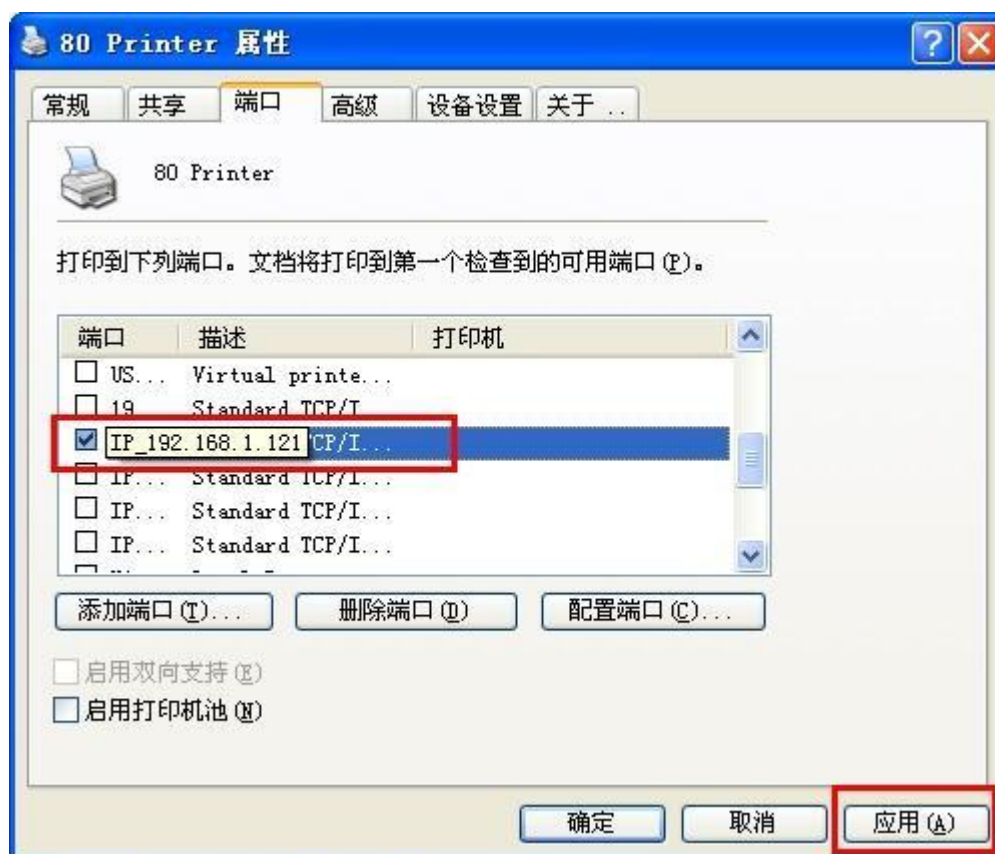 80 Printer 属性
常规 共享 端口 高级 设备设置 关于 ..
80 Printer
打印到下列端口。文档将打印到第一个检查到的可用端口(P)。
端口 描述 打印机
US... Virtual printe...
19... Standard TCP/I...
IP_192.168.1.121 TCP/I...
IP... Standard TCP/I...
IP... Standard TCP/I...
IP... Standard TCP/I...
添加端口(T)... 删除端口(D) 配置端口(C)...
启用双向支持(E)
启用打印机池(N)
确定 取消 应用(A)